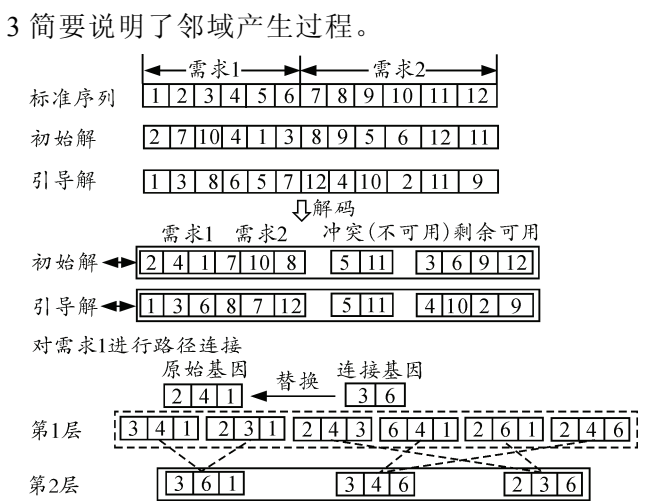 3 简要说明了邻域产生过程。
需求1 需求2
标准序列 1 2 3 4 5 6 7 8 9 10 11 12
初始解 2 7 10 4 1 3 8 9 5 6 12 11
引导解 1 3 8 6 5 7 12 4 10 2 11 9
解码
需求1 需求2 冲突(不可用) 剩余可用
初始解 2 4 1 7 10 8 5 11 3 6 9 12
引导解 1 3 6 8 7 12 5 11 4 10 2 9
对需求1进行路径连接
原始基因 替换 连接基因
2 4 1 3 6
第1层 3 4 1 2 3 1 2 4 3 6 4 1 2 6 1 2 4 6
第2层 3 6 1 3 4 6 2 3 6